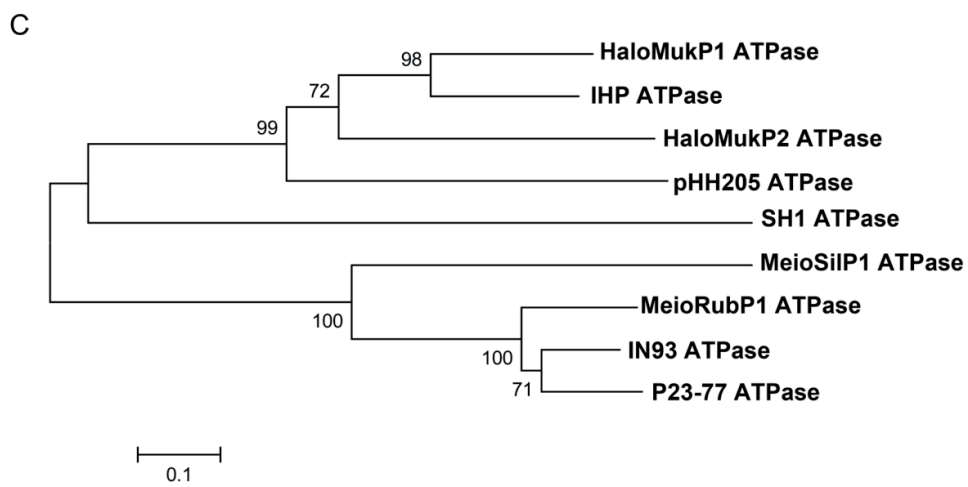 C
HaloMukP1 ATPase
98
IHP ATPase
72
HaloMukP2 ATPase
99
pHH205 ATPase
SH1 ATPase
MeioSilP1 ATPase
100
MeioRubP1 ATPase
100
IN93 ATPase
71
P23-77 ATPase
0.1